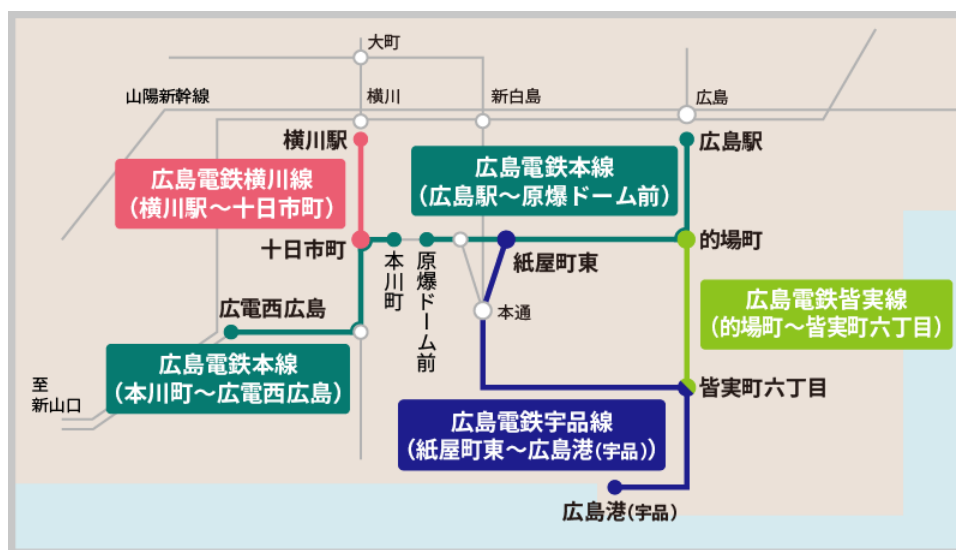 大町
山陽新幹線
横川
新白島
広島
横川駅
広島駅
広島電鉄横川線
（横川駅～十日市町）
広島電鉄本線
（広島駅～原爆ドーム前）
十日市町
本川町
原爆ドーム前
紙屋町東
的場町
広電西広島
本通
広島電鉄皆実線
（的場町～皆実町六丁目）
広島電鉄本線
（本川町～広電西広島）
至
新山口
皆実町六丁目
広島電鉄宇品線
（紙屋町東～広島港(宇品)）
広島港(宇品)